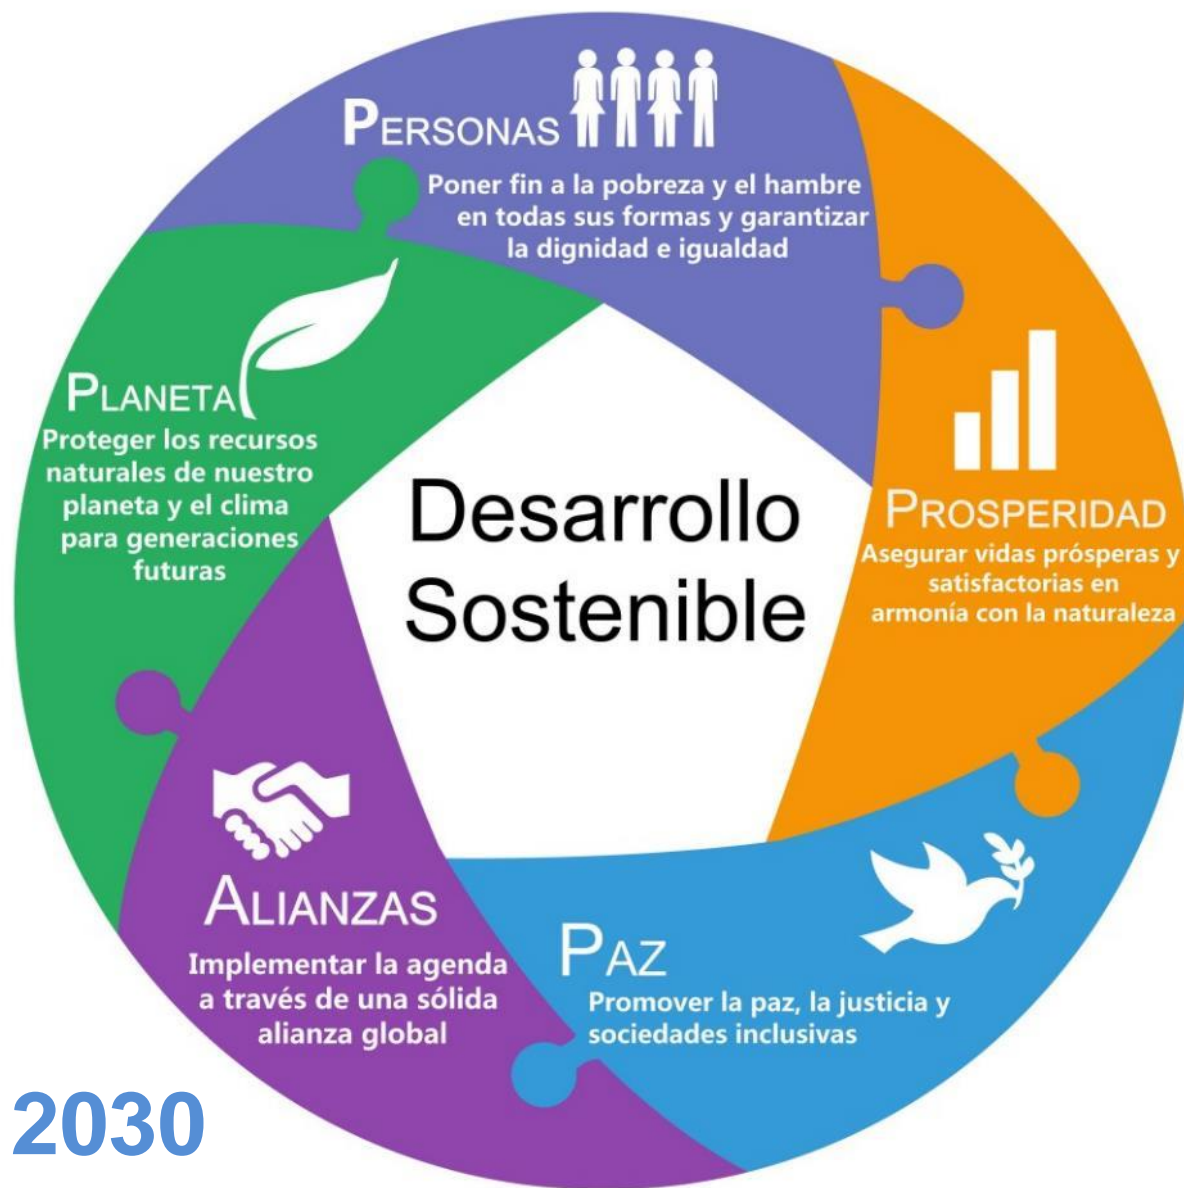 PERSONAS
Poner fin a la pobreza y el hambre
en todas sus formas y garantizar
la dignidad e igualdad
PLANETA
Proteger los recursos
naturales de nuestro
planeta y el clima
para generaciones
futuras
Desarrollo
Sostenible
PROSPERIDAD
Asegurar vidas prósperas y
satisfactorias en
armonía con la naturaleza
ALIANZAS
Implementar la agenda
a través de una sólida
alianza global
PAZ
Promover la paz, la justicia y
sociedades inclusivas
2030